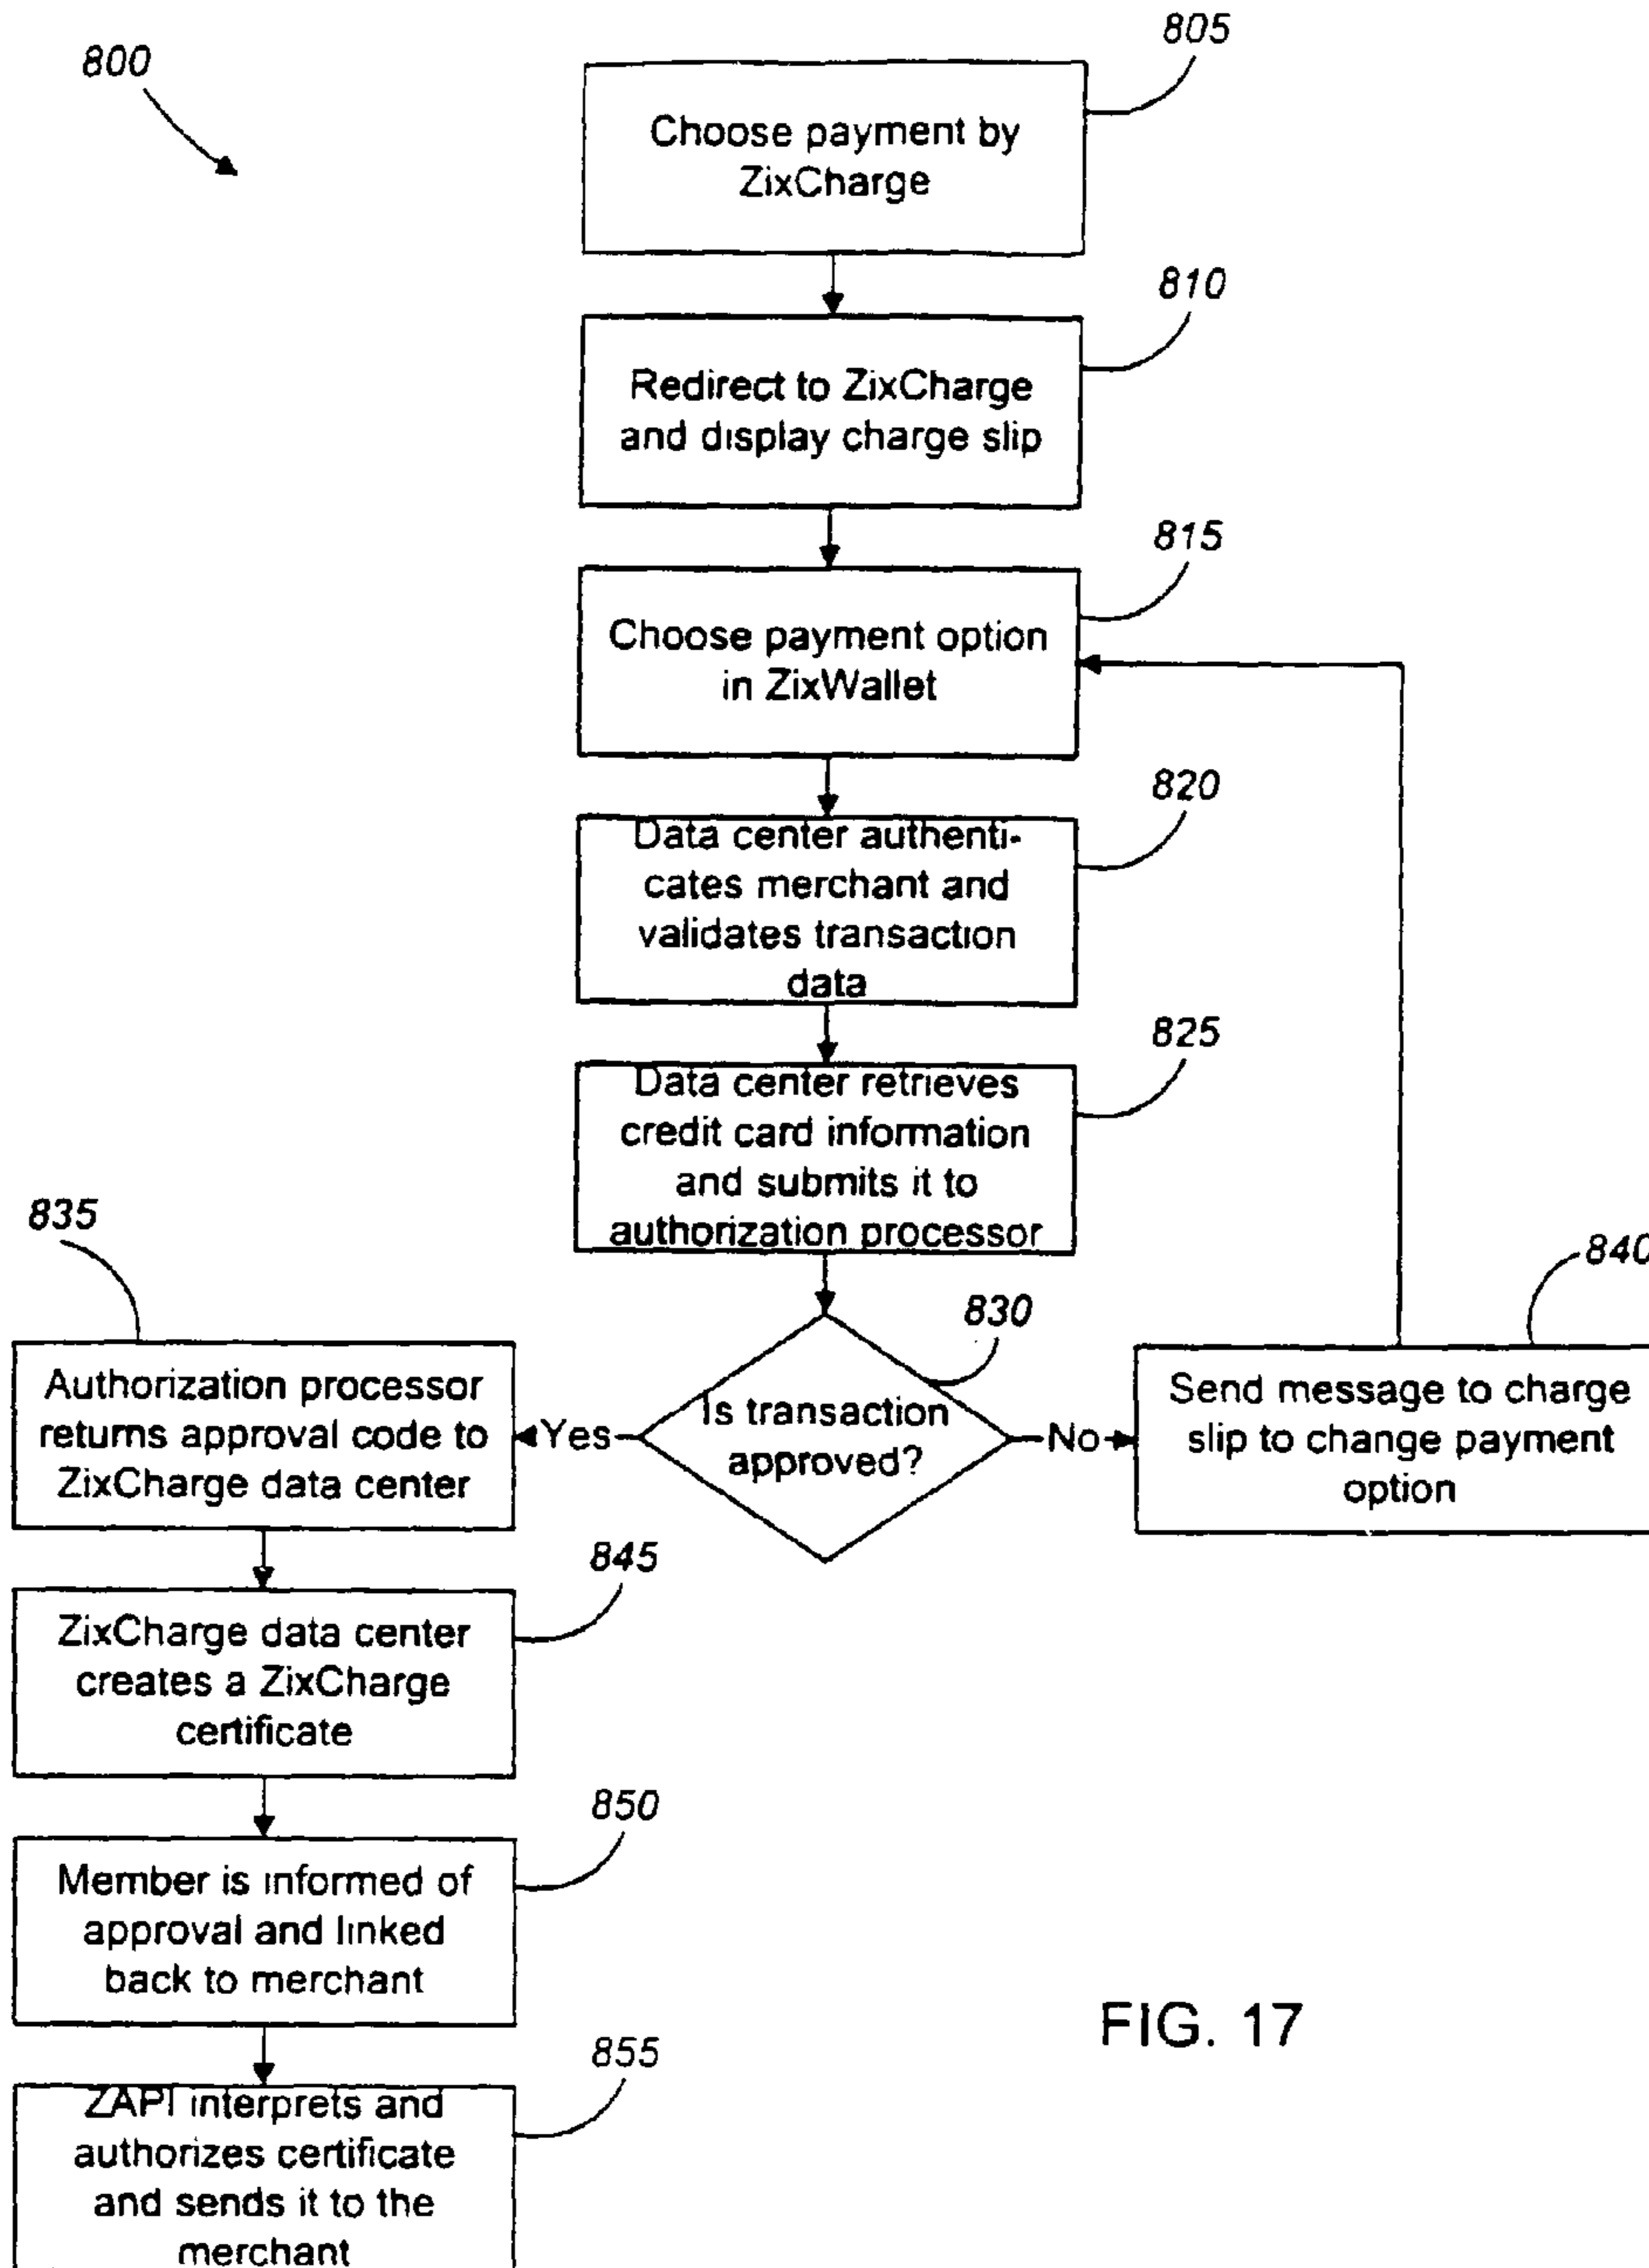 800
805
Choose payment by
ZixCharge
810
Redirect to ZixCharge
and display charge slip
815
Choose payment option
in ZixWallet
820
Data center authenti-
cates merchant and
validates transaction
data
825
Data center retrieves
credit card information
and submits it to
authorization processor
830
Is transaction
approved?
Yes
No
835
Authorization processor
returns approval code to
ZixCharge data center
840
Send message to charge
slip to change payment
option
845
ZixCharge data center
creates a ZixCharge
certificate
850
Member is informed of
approval and linked
back to merchant
855
ZAPI interprets and
authorizes certificate
and sends it to the
merchant
FIG. 17